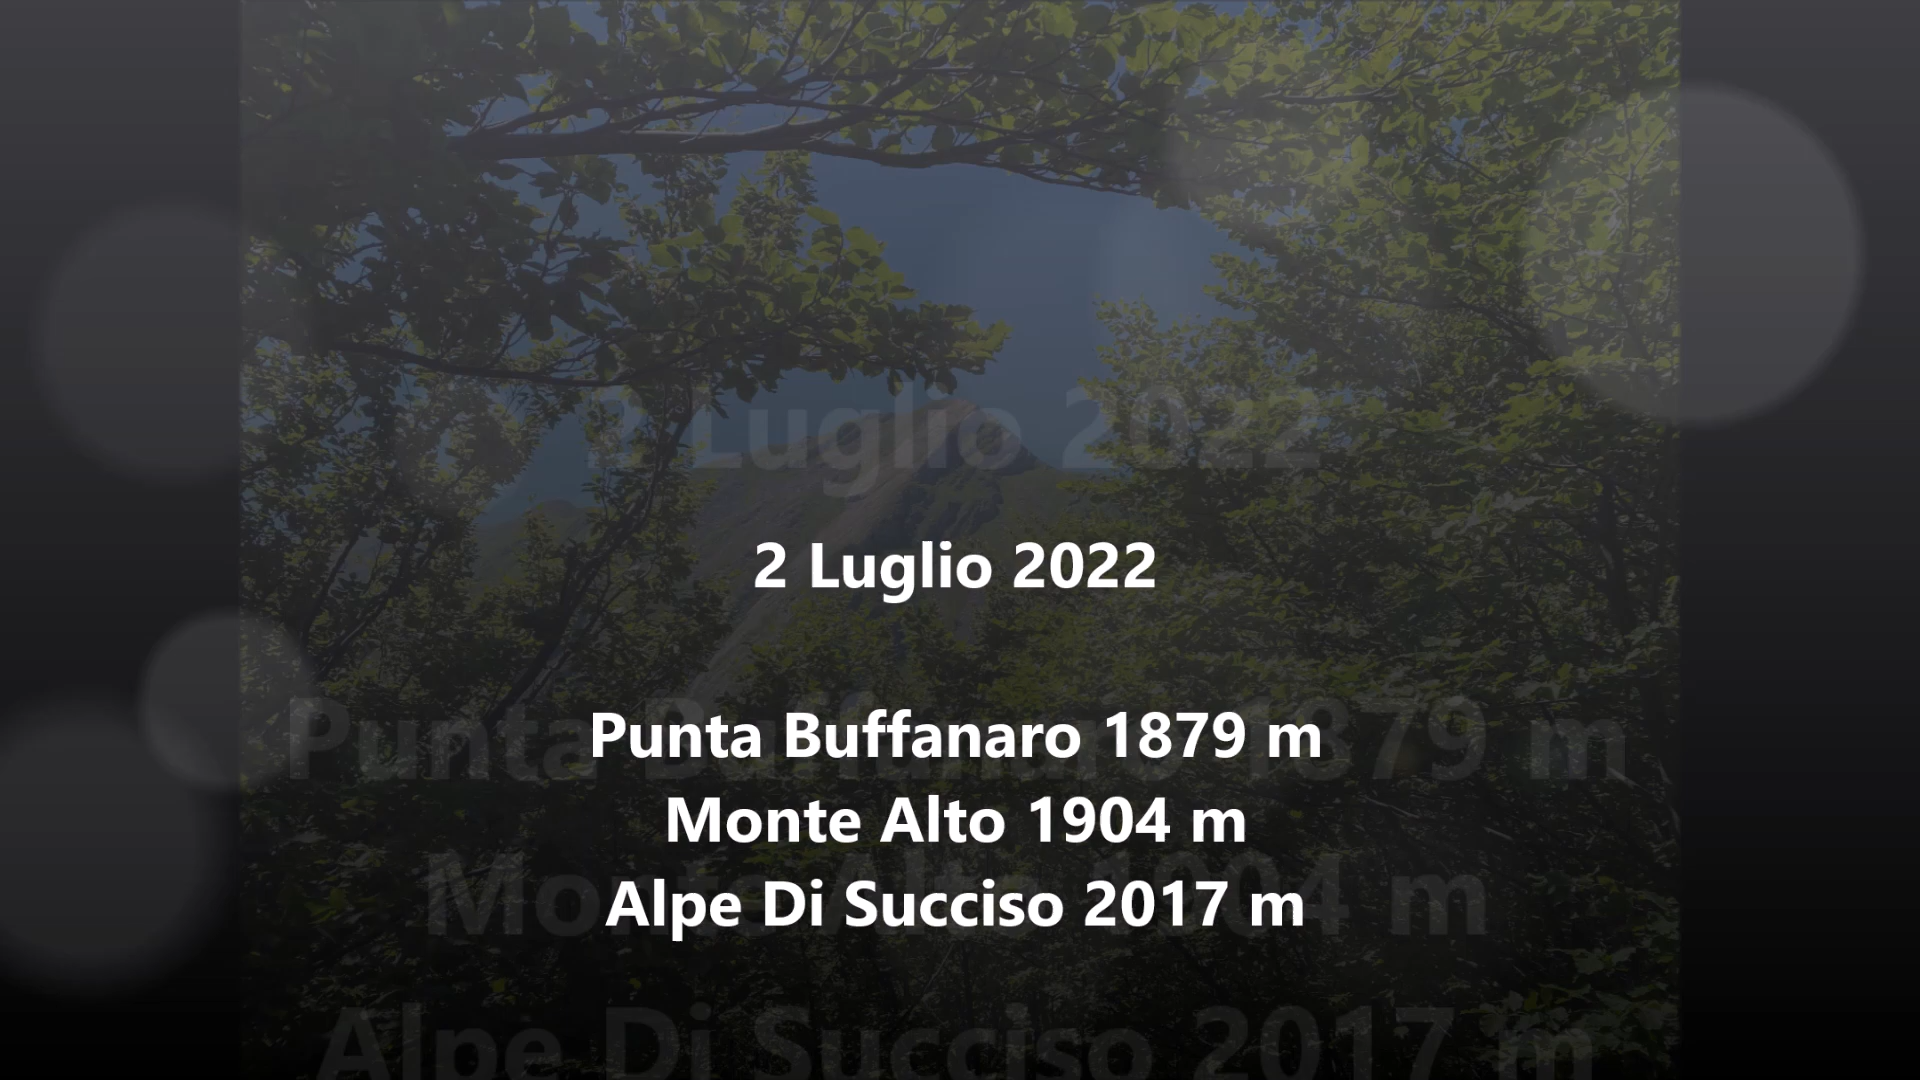 2 Luglio 2022
Punta Buffanaro 1879 m
Monte Alto 1904 m
Alpe Di Succiso 2017 m